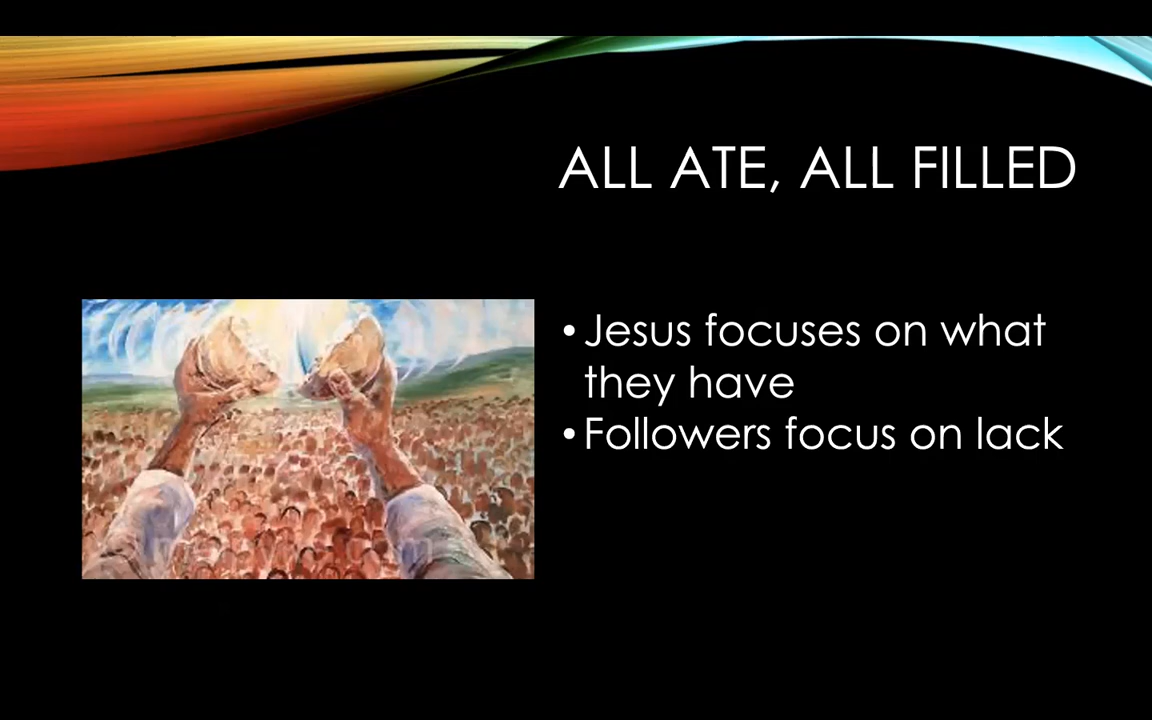 ALL ATE, ALL FILLED
• Jesus focuses on what
they have
• Followers focus on lack